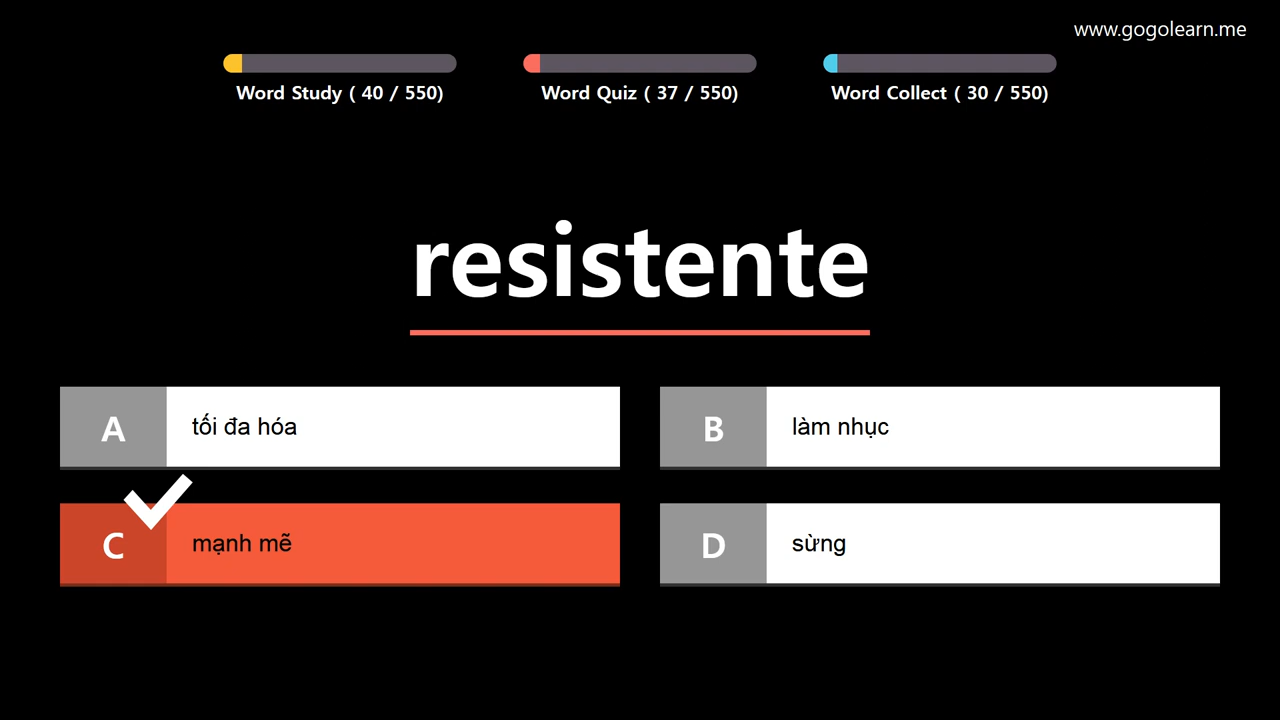 www.gogolearn.me
Word Study ( 40 / 550)
Word Quiz ( 37 / 550)
Word Collect ( 30 / 550)
resistente
A tối đa hóa
B làm nhục
C mạnh mẽ
D sừng